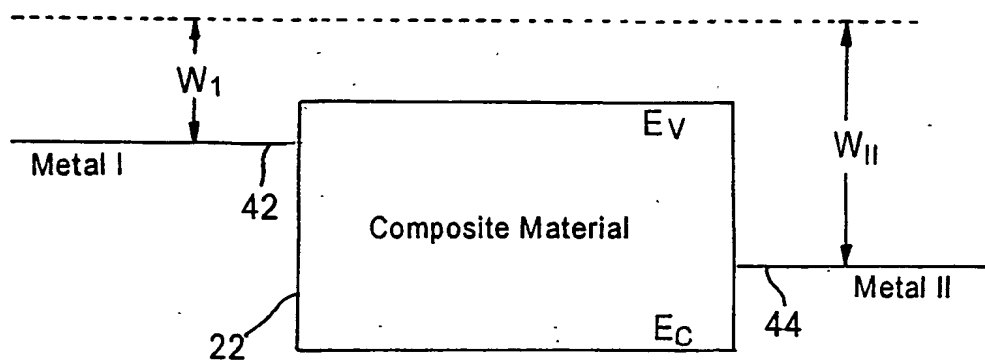 W1
EV
WII
Metal I
42
Composite Material
Metal II
44
22
EC